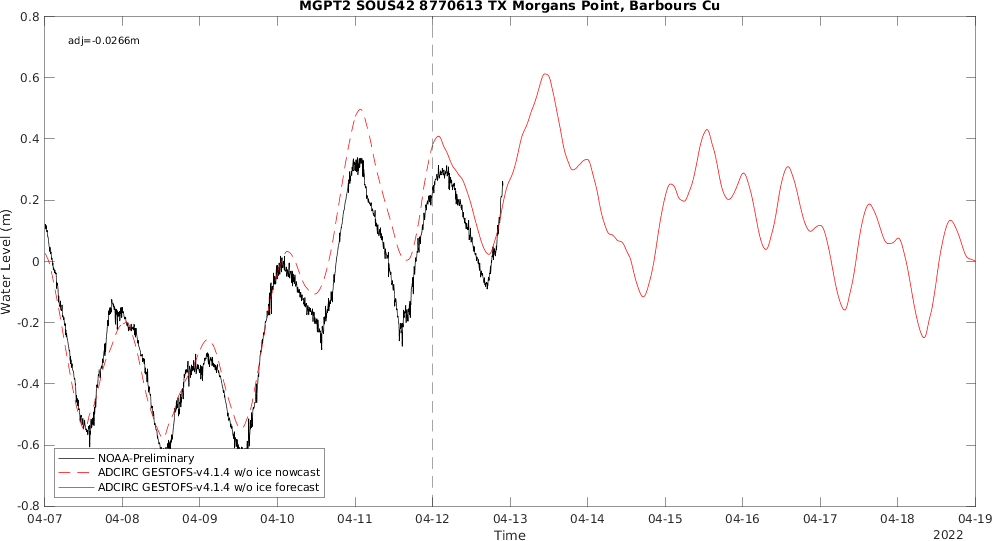 MGPT2 SOUS42 8770613 TX Morgans Point, Barbours Cu
adj=-0.0266m
Water Level (m)
0.8
0.6
0.4
0.2
0
-0.2
-0.4
-0.6
-0.8
NOAA-Preliminary
ADCIRC GESTOFS-v4.1.4 w/o ice nowcast
ADCIRC GESTOFS-v4.1.4 w/o ice forecast
04-07 04-08 04-09 04-10 04-11 04-12 04-13 04-14 04-15 04-16 04-17 04-18 04-19
Time
2022